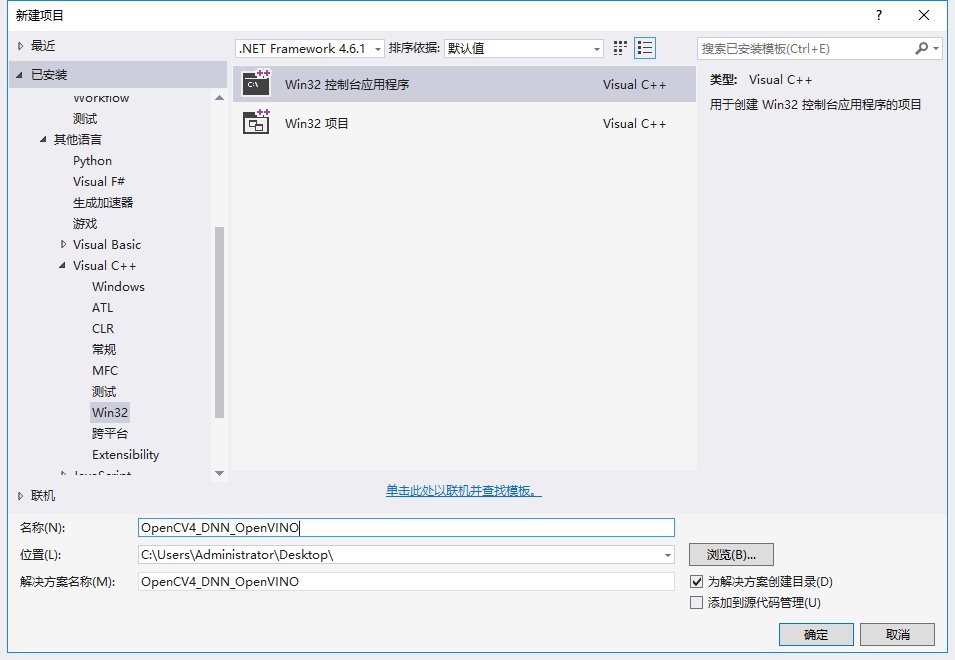 新建项目
?
最近
.NET Framework 4.6.1
排序依据:
默认值
搜索已安装模板(Ctrl+E)
已安装
Workflow
测试
其他语言
Python
Visual F#
生成加速器
游戏
Visual Basic
Visual C++
Windows
ATL
CLR
常规
MFC
测试
Win32
跨平台
Extensibility
JavaScript
联机
Win32 控制台应用程序
Visual C++
Win32 项目
Visual C++
类型: Visual C++
用于创建 Win32 控制台应用程序的项目
单击此处以联机并查找模板。
名称(N):
OpenCV4_DNN_OpenVINO
位置(L):
C:\Users\Administrator\Desktop\
浏览(B)...
解决方案名称(M):
OpenCV4_DNN_OpenVINO
为解决方案创建目录(D)
添加到源代码管理(U)
确定
取消